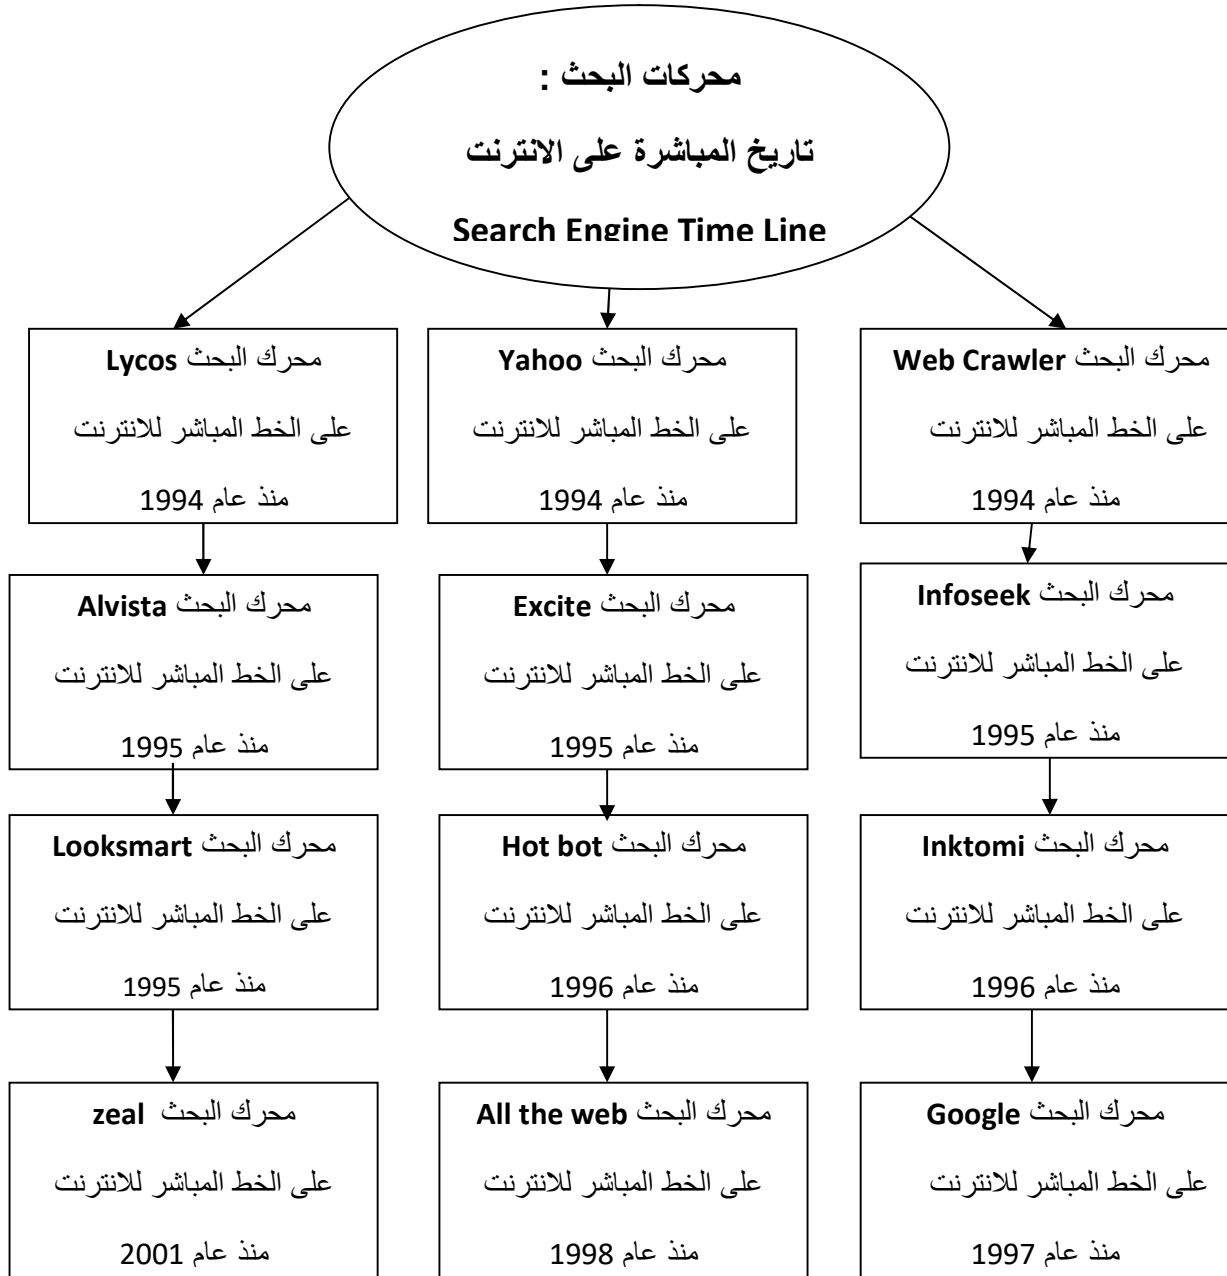 محركات البحث :
تاريخ المباشرة على الانترنت
Search Engine Time Line
محرك البحث Web Crawler
على الخط المباشر للانترنت
منذ عام 1994
محرك البحث Yahoo
على الخط المباشر للانترنت
منذ عام 1994
محرك البحث Lycos
على الخط المباشر للانترنت
منذ عام 1994
محرك البحث Infoseek
على الخط المباشر للانترنت
منذ عام 1995
محرك البحث Excite
على الخط المباشر للانترنت
منذ عام 1995
محرك البحث Alvista
على الخط المباشر للانترنت
منذ عام 1995
محرك البحث Inktomi
على الخط المباشر للانترنت
منذ عام 1996
محرك البحث Hot bot
على الخط المباشر للانترنت
منذ عام 1996
محرك البحث Looksmart
على الخط المباشر للانترنت
منذ عام 1995
محرك البحث Google
على الخط المباشر للانترنت
منذ عام 1997
محرك البحث All the web
على الخط المباشر للانترنت
منذ عام 1998
محرك البحث zeal
على الخط المباشر للانترنت
منذ عام 2001